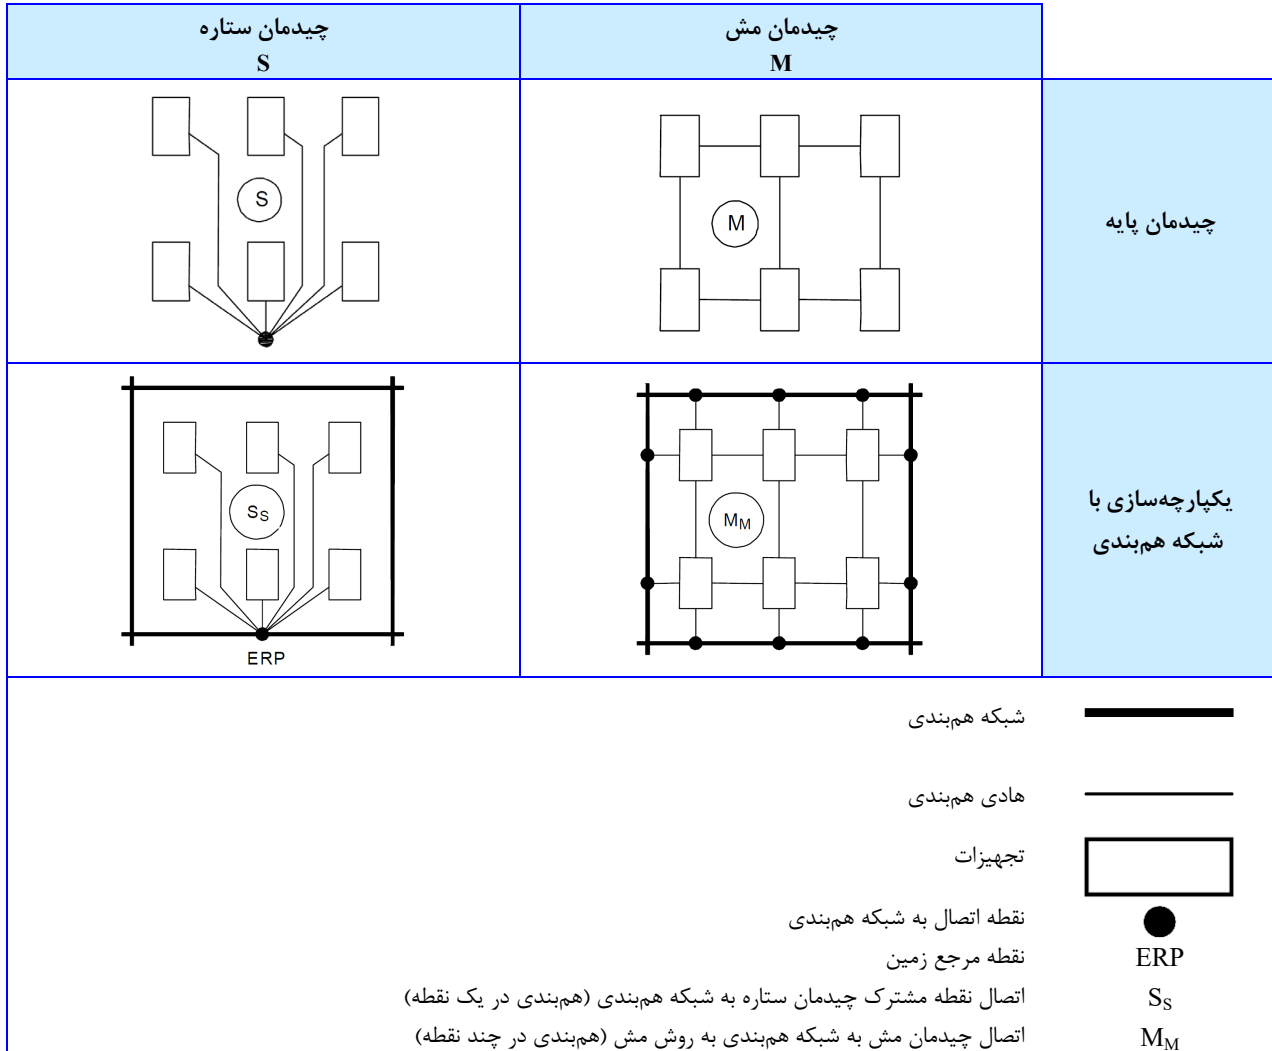 چیدمان مش
M
چیدمان ستاره
S
چیدمان پایه
M
S
یکپارچه‌سازی با
شبکه هم‌بندی
MM
SS
ERP
شبکه هم‌بندی
هادی هم‌بندی
تجهیزات
نقطه اتصال به شبکه هم‌بندی
ERP نقطه مرجع زمین
SS اتصال نقطه مشترک چیدمان ستاره به شبکه هم‌بندی (هم‌بندی در یک نقطه)
MM اتصال چیدمان مش به شبکه هم‌بندی به روش مش (هم‌بندی در چند نقطه)